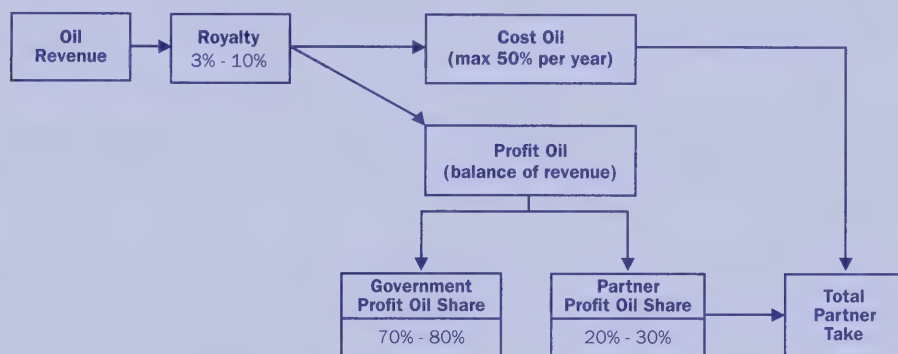 Oil
Revenue
Royalty
3% - 10%
Cost Oil
(max 50% per year)
Profit Oil
(balance of revenue)
Government
Profit Oil Share
70% - 80%
Partner
Profit Oil Share
20% - 30%
Total
Partner
Take